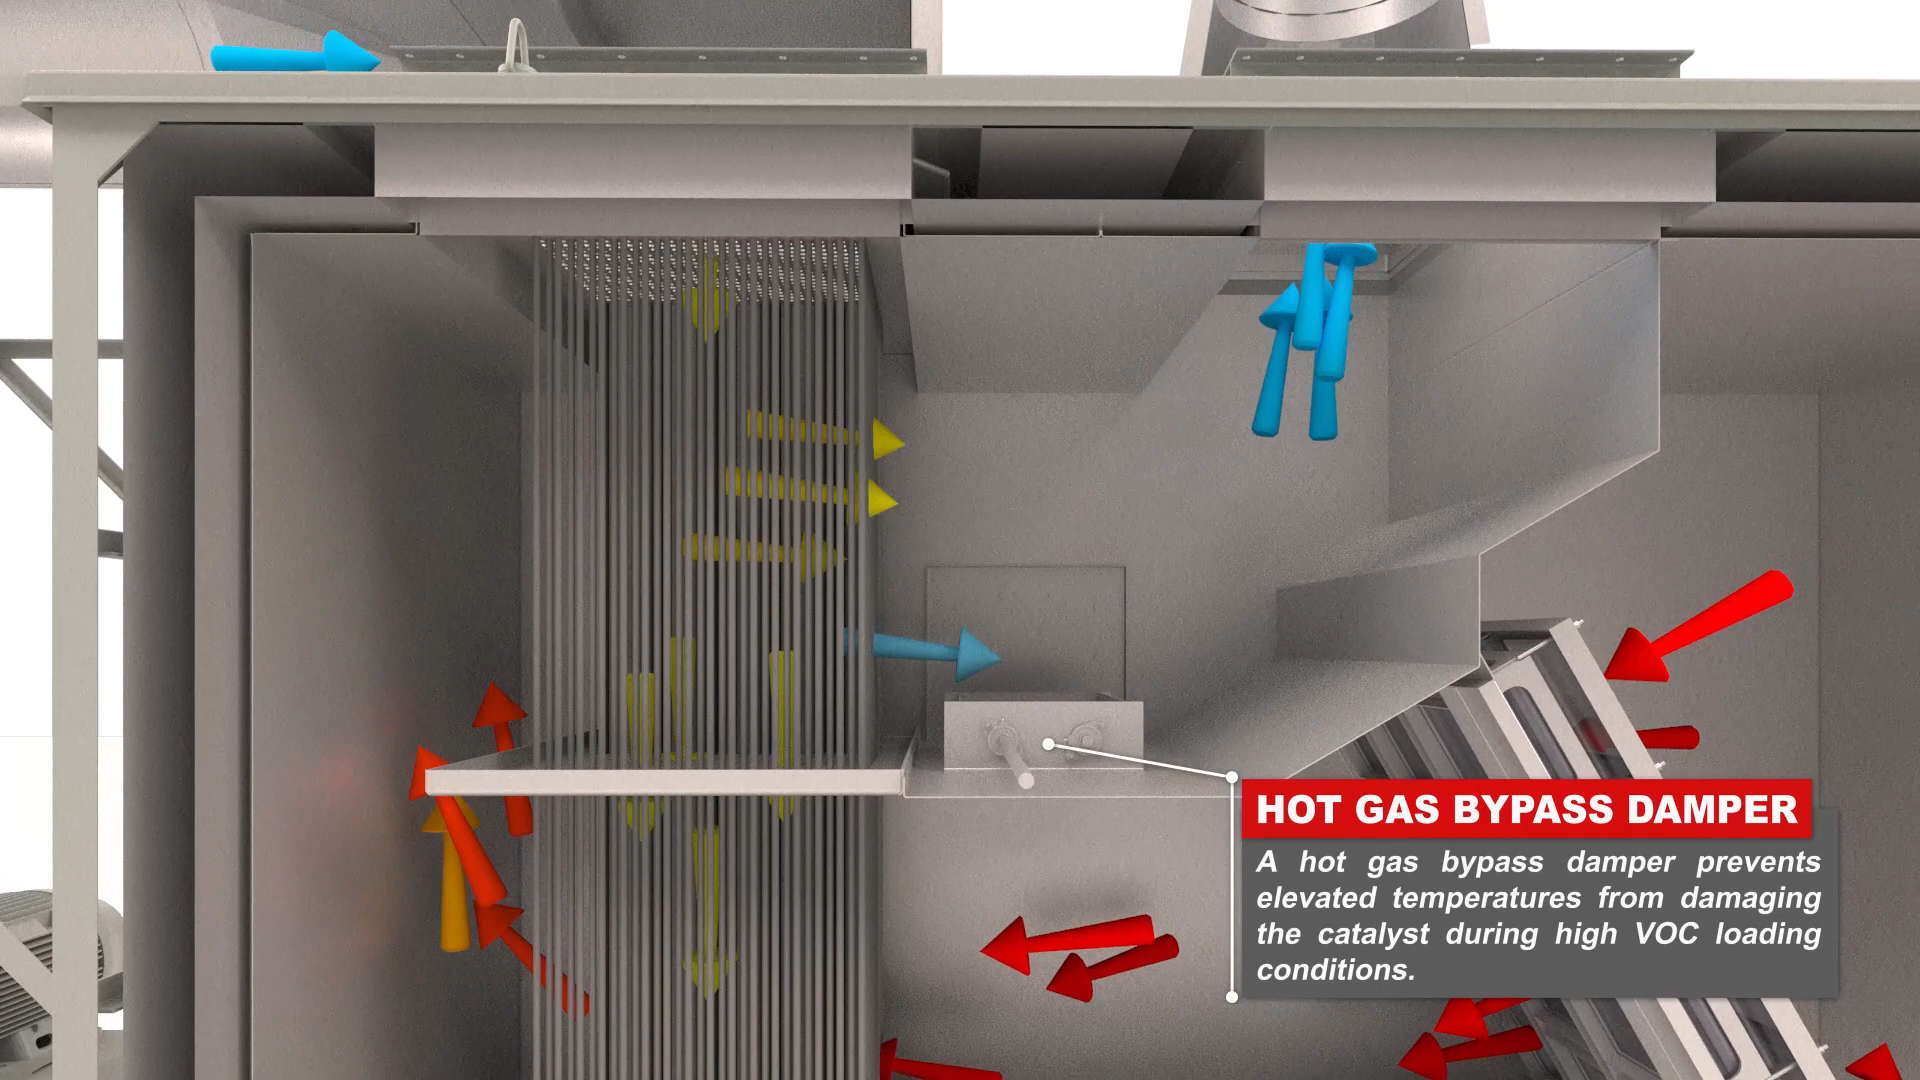 HOT GAS BYPASS DAMPER
A hot gas bypass damper prevents
elevated temperatures from damaging
the catalyst during high VOC loading
conditions.